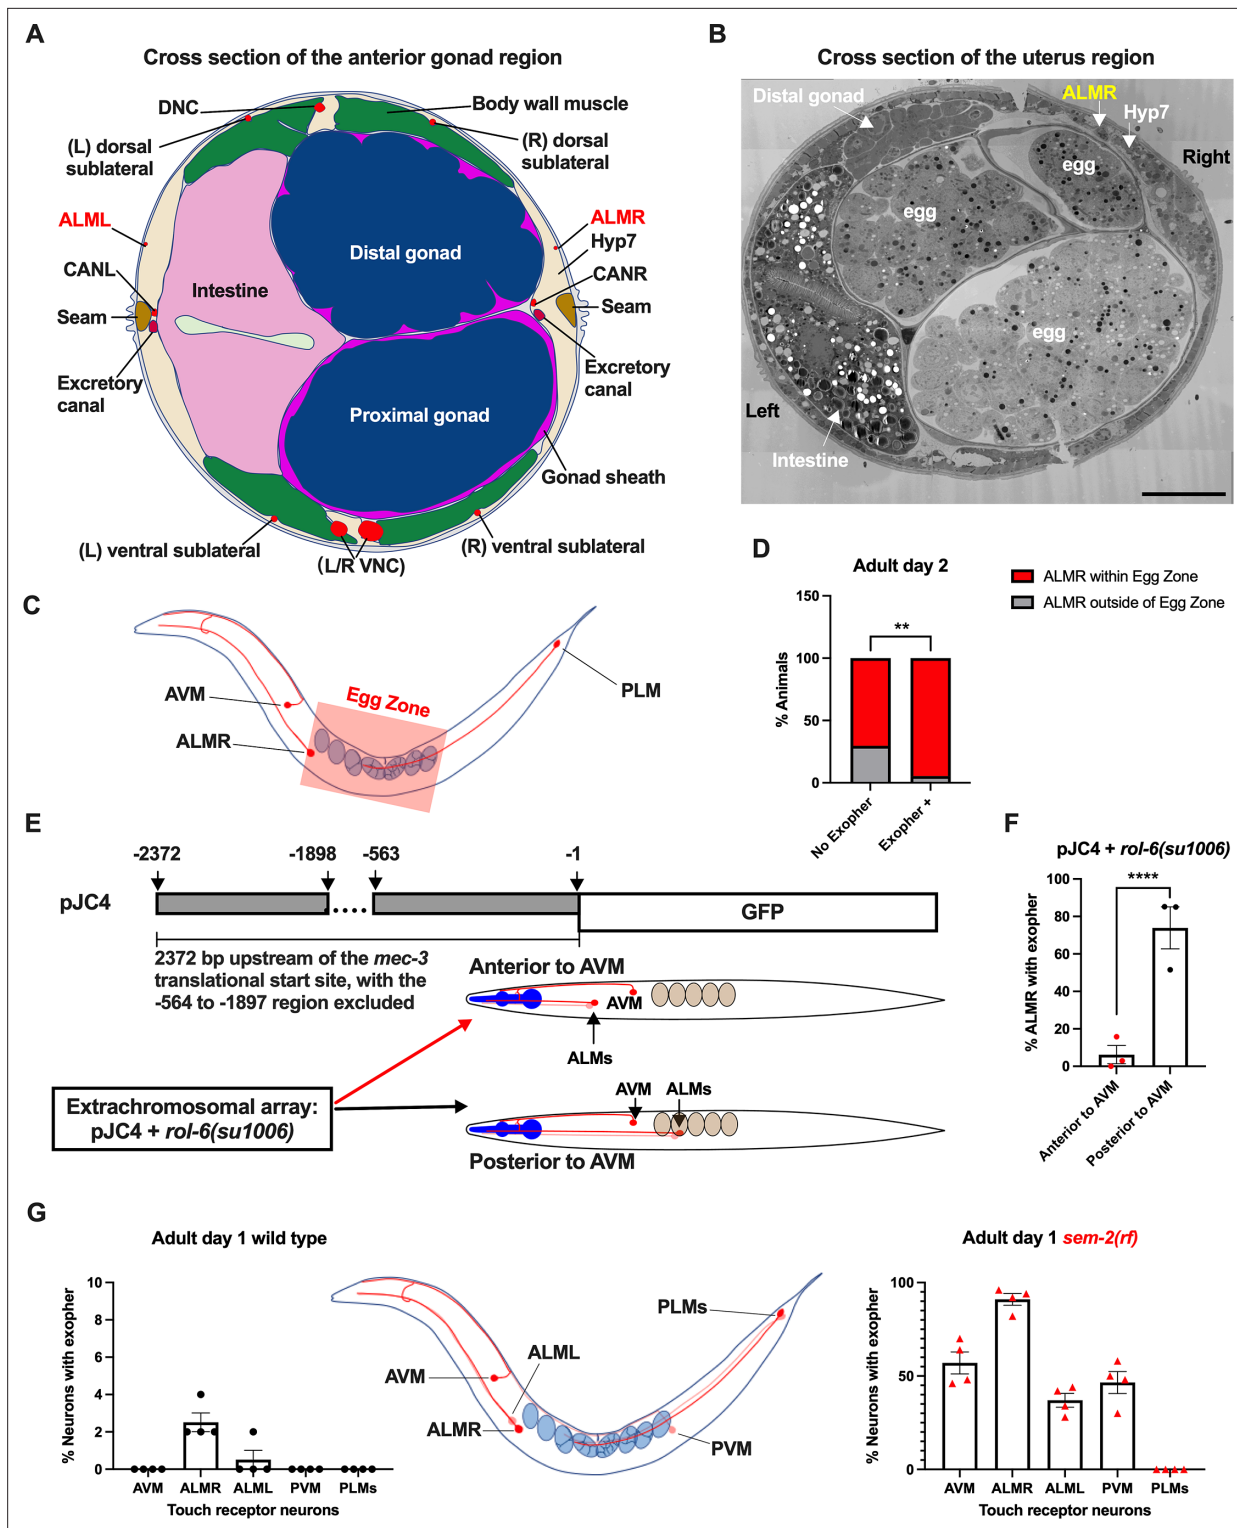 A
Cross section of the anterior gonad region
DNC
Body wall muscle
(L) dorsal
sublateral
(R) dorsal
sublateral
ALML
ALMR
Hyp7
Distal gonad
CANL
CANR
Intestine
Seam
Seam
Excretory
canal
Excretory
canal
Proximal gonad
Gonad sheath
(L) ventral sublateral
(L/R VNC)
(R) ventral sublateral
B
Cross section of the uterus region
Distal gonad
ALMR
Hyp7
Right
egg
egg
egg
Left
Intestine
C
Egg Zone
AVM
ALMR
PLM
D
Adult day 2
ALMR within Egg Zone
ALMR outside of Egg Zone
**
150
100
50
0
% Animals
No Exopher
Exopher +
E
-2372
-1898
-563
-1
pJC4
GFP
2372 bp upstream of the mec-3
translational start site, with the
-564 to -1897 region excluded
Anterior to AVM
AVM
ALMs
Extrachromosomal array:
pJC4 + rol-6(su1006)
AVM
ALMs
Posterior to AVM
F
pJC4 + rol-6(su1006)
****
80
60
40
20
0
% ALMR with exopher
Anterior to AVM
Posterior to AVM
G
Adult day 1 wild type
10
8
6
4
2
0
% Neurons with exopher
AVM ALMR ALML PVM PLMs
Touch receptor neurons
PLMs
ALML
AVM
ALMR
PVM
Adult day 1 sem-2(rf)
100
50
0
% Neurons with exopher
AVM ALMR ALML PVM PLMs
Touch receptor neurons